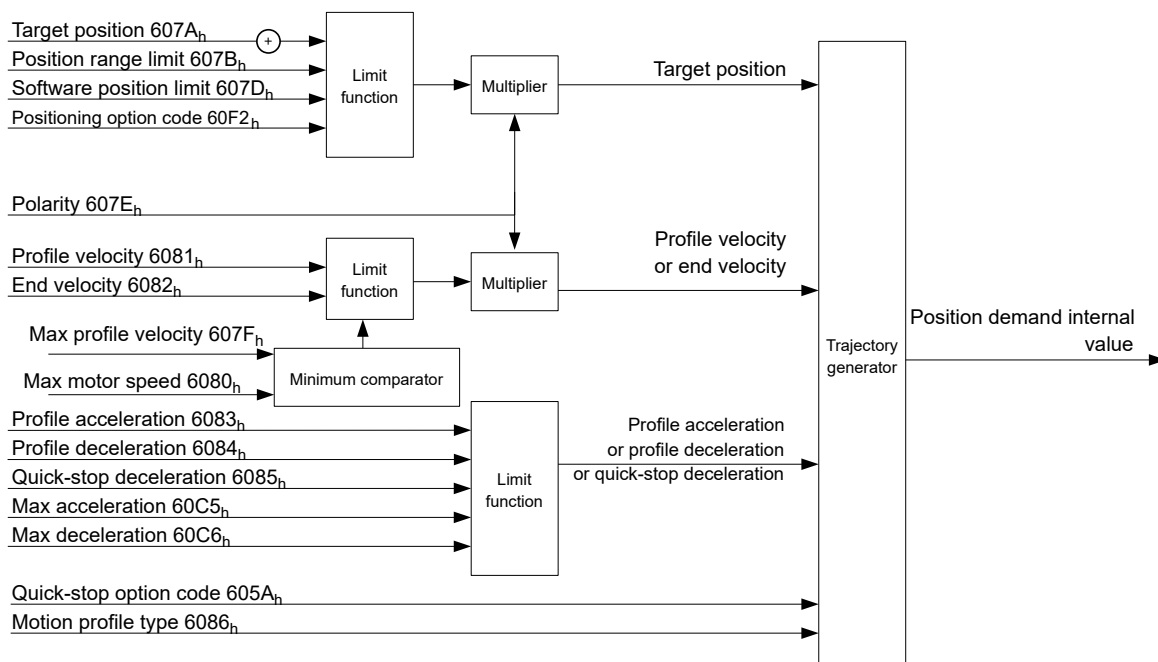 Target position 607Ah
+
Position range limit 607Bh
Software position limit 607Dh
Positioning option code 60F2h
Limit
function
Multiplier
Target position
Polarity 607Eh
Profile velocity 6081h
End velocity 6082h
Limit
function
Multiplier
Profile velocity
or end velocity
Max profile velocity 607Fh
Max motor speed 6080h
Minimum comparator
Trajectory
generator
Position demand internal
value
Profile acceleration 6083h
Profile deceleration 6084h
Quick-stop deceleration 6085h
Max acceleration 60C5h
Max deceleration 60C6h
Limit
function
Profile acceleration
or profile deceleration
or quick-stop deceleration
Quick-stop option code 605Ah
Motion profile type 6086h